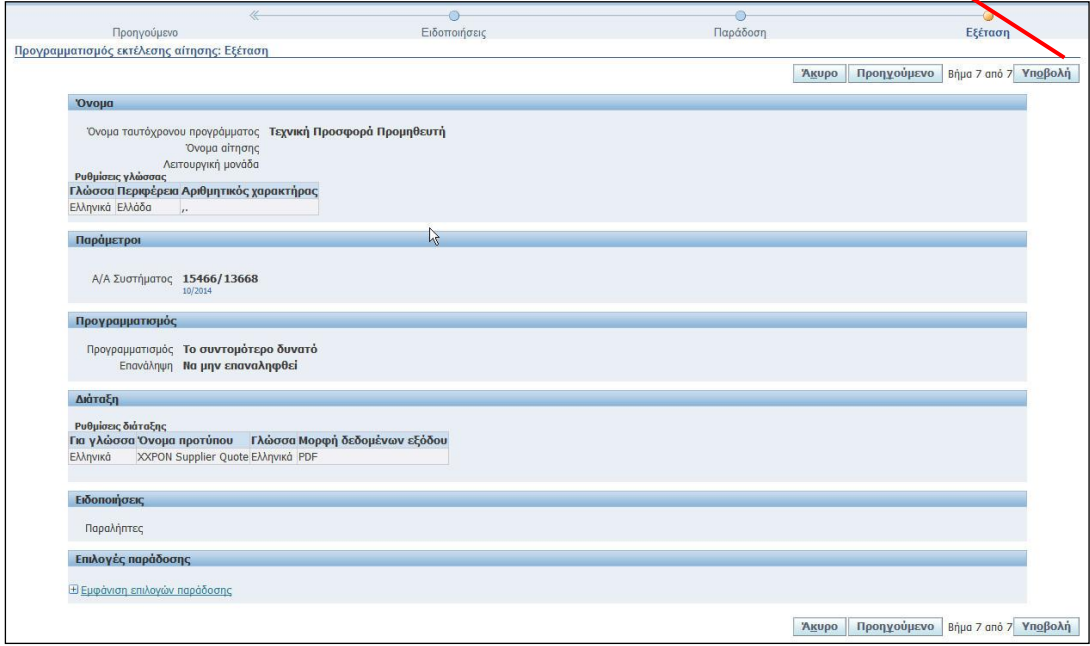 Προηγούμενο Ειδοποιήσεις Παράδοση Εξέταση
Προγραμματισμός εκτέλεσης αίτησης: Εξέταση
Άκυρο Προηγούμενο Βήμα 7 από 7 Υποβολή
Όνομα
Όνομα ταυτόχρονου προγράμματος Τεχνική Προσφορά Προμηθευτή
Όνομα αίτησης
Λειτουργική μονάδα
Ρυθμίσεις γλώσσας
Γλώσσα Περιφέρεια Αριθμητικός χαρακτήρας
Ελληνικά Ελλάδα ,.
Παράμετροι
Α/Α Συστήματος 15466/13668
10/2014
Προγραμματισμός
Προγραμματισμός Το συντομότερο δυνατό
Επανάληψη Να μην επαναληφθεί
Διάταξη
Ρυθμίσεις διάταξης
Για γλώσσα Όνομα προτύπου Γλώσσα Μορφή δεδομένων εξόδου
Ελληνικά XXPON Supplier Quote Ελληνικά PDF
Ειδοποιήσεις
Παραλήπτες
Επιλογές παράδοσης
Εμφάνιση επιλογών παράδοσης
Άκυρο Προηγούμενο Βήμα 7 από 7 Υποβολή